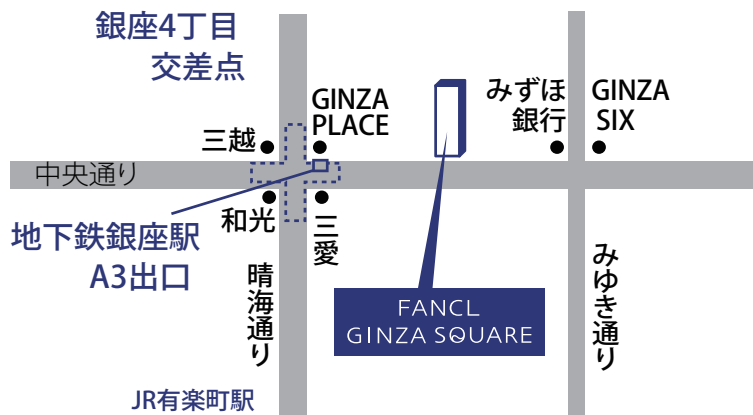 銀座4丁目
交差点
GINZA
PLACE
みずほ
銀行
GINZA
SIX
三越
中央通り
和光
三愛
地下鉄銀座駅
A3出口
晴海通り
FANCL
GINZA SQUARE
みゆき通り
JR有楽町駅